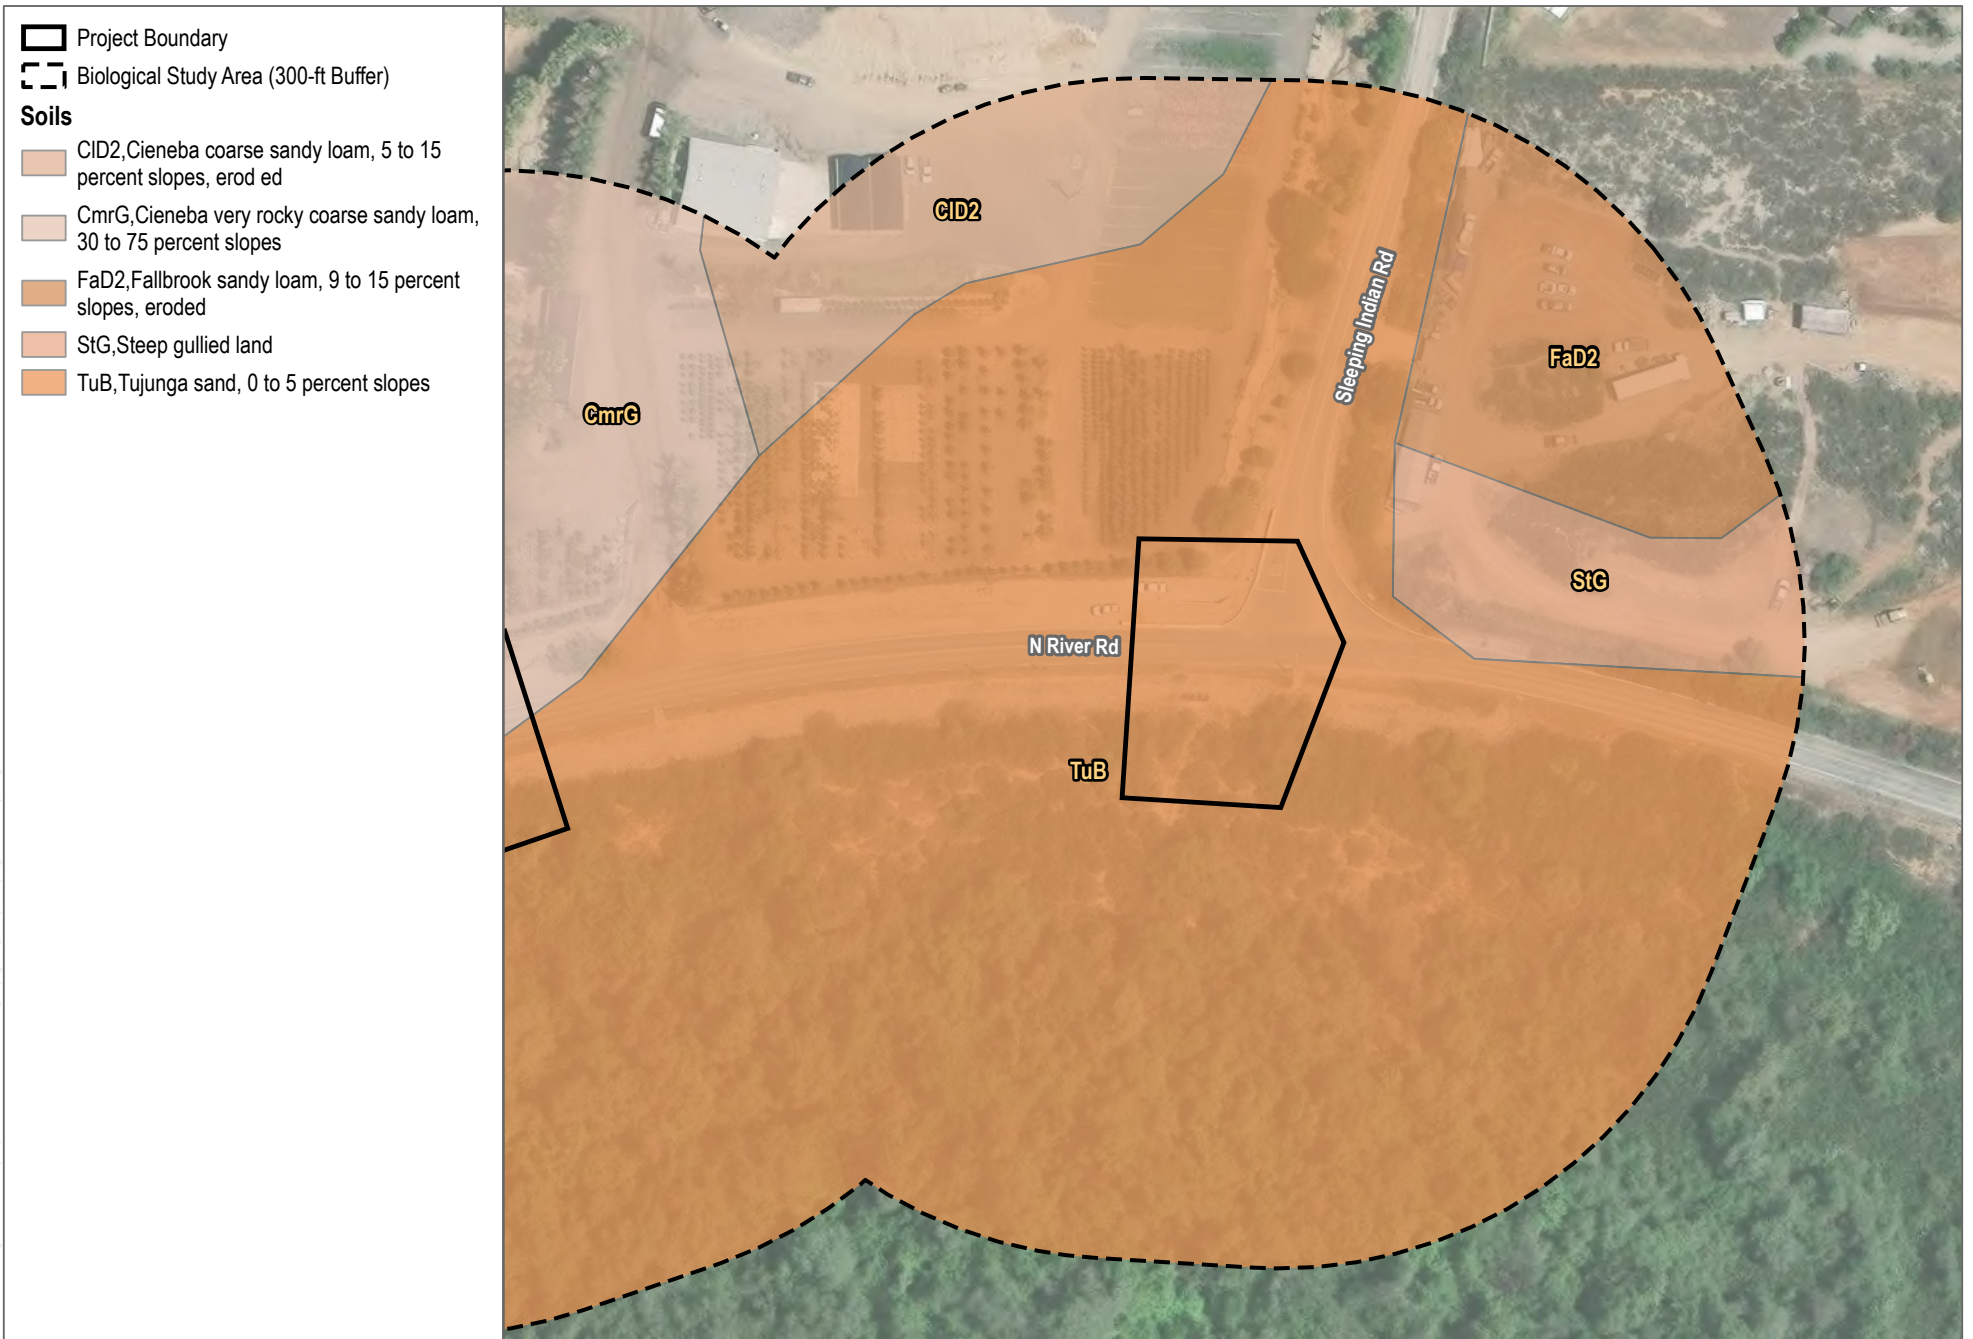 Project Boundary
Biological Study Area (300-ft Buffer)
Soils
CID2,Cieneba coarse sandy loam, 5 to 15
percent slopes, erod ed
CmrG,Cieneba very rocky coarse sandy loam,
30 to 75 percent slopes
FaD2,Fallbrook sandy loam, 9 to 15 percent
slopes, eroded
StG,Steep gullied land
TuB,Tujunga sand, 0 to 5 percent slopes
CID2
Sleeping Indian Rd
FaD2
CmrG
StG
N River Rd
TuB